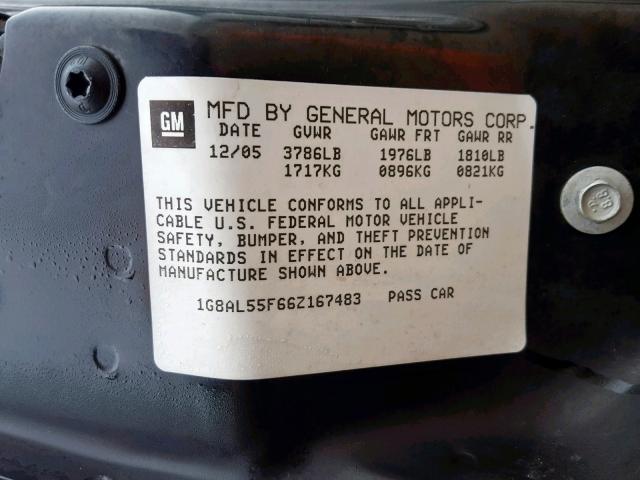 GM MFD BY GENERAL MOTORS CORP.
DATE GVWR GAWR FRT GAWR RR
12/05 3786LB 1976LB 1810LB
1717KG 0896KG 0821KG
THIS VEHICLE CONFORMS TO ALL APPLI-
CABLE U.S. FEDERAL MOTOR VEHICLE
SAFETY, BUMPER, AND THEFT PREVENTION
STANDARDS IN EFFECT ON THE DATE OF
MANUFACTURE SHOWN ABOVE.
1G8AL55F66Z167483 PASS CAR